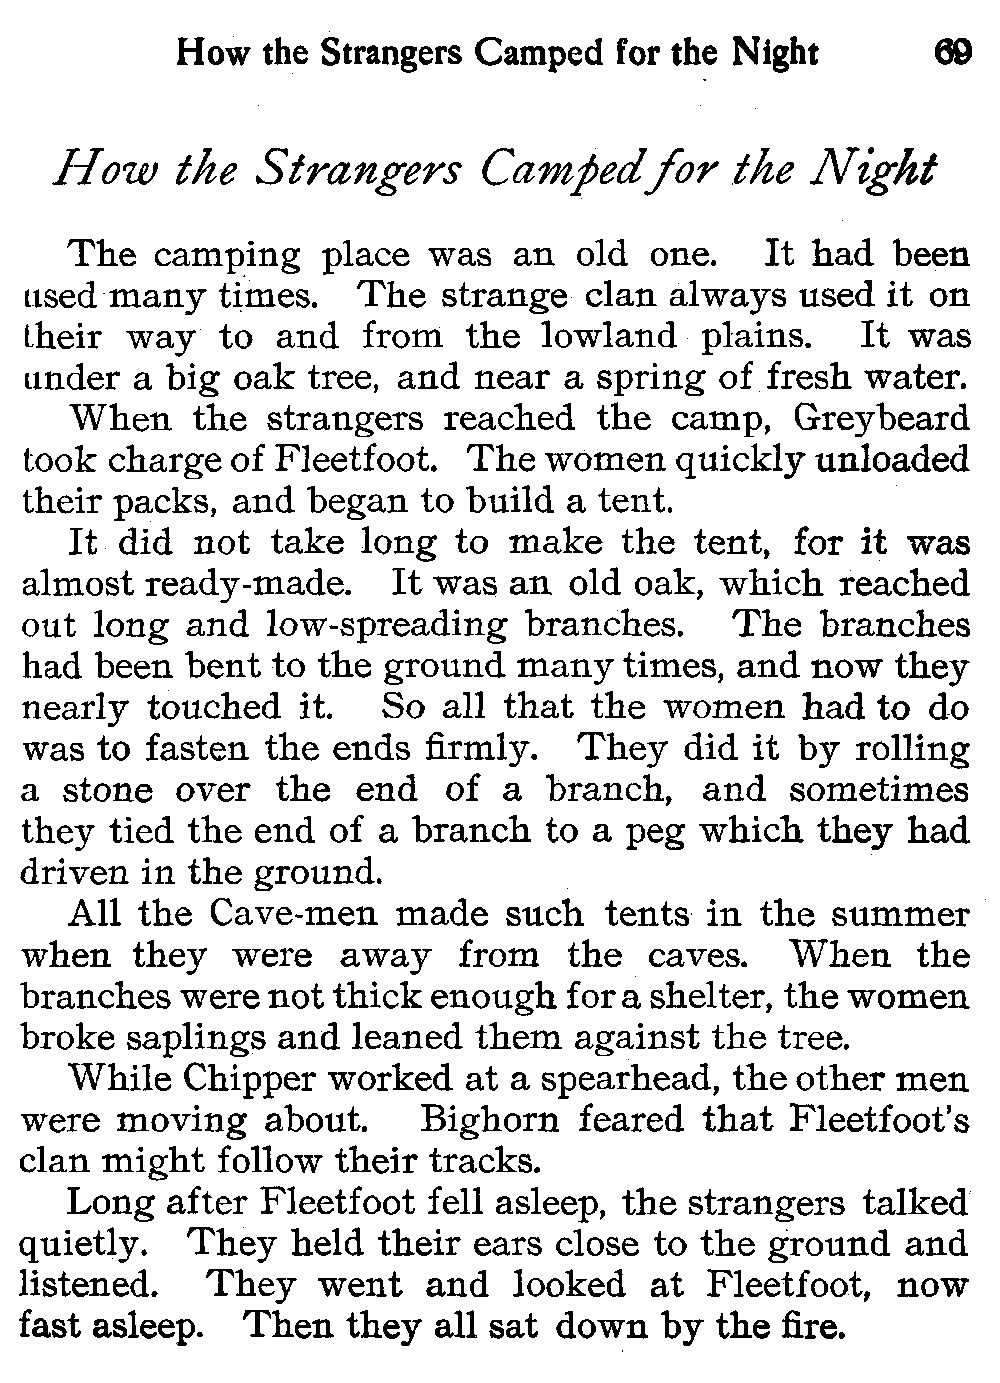 How the Strangers Camped for the Night 69
How the Strangers Camped for the Night
The camping place was an old one. It had been
used many times. The strange clan always used it on
their way to and from the lowland plains. It was
under a big oak tree, and near a spring of fresh water.
When the strangers reached the camp, Greybeard
took charge of Fleetfoot. The women quickly unloaded
their packs, and began to build a tent.
It did not take long to make the tent, for it was
almost ready-made. It was an old oak, which reached
out long and low-spreading branches. The branches
had been bent to the ground many times, and now they
nearly touched it. So all that the women had to do
was to fasten the ends firmly. They did it by rolling
a stone over the end of a branch, and sometimes
they tied the end of a branch to a peg which they had
driven in the ground.
All the Cave-men made such tents in the summer
when they were away from the caves. When the
branches were not thick enough for a shelter, the women
broke saplings and leaned them against the tree.
While Chipper worked at a spearhead, the other men
were moving about. Bighorn feared that Fleetfoot's
clan might follow their tracks.
Long after Fleetfoot fell asleep, the strangers talked
quietly. They held their ears close to the ground and
listened. They went and looked at Fleetfoot, now
fast asleep. Then they all sat down by the fire.